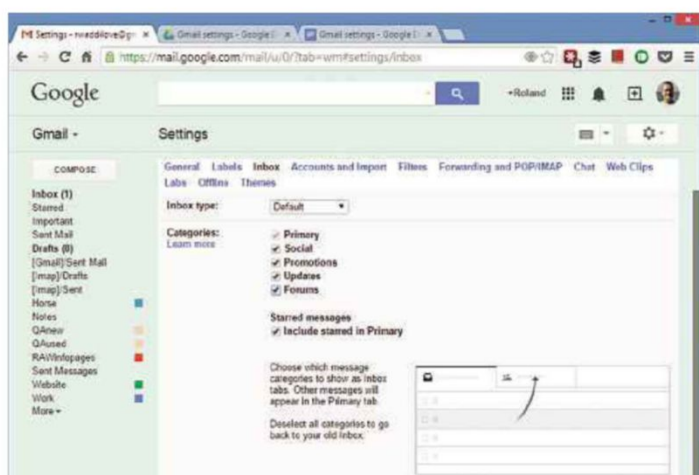 Settings - rwaddilove@gm
Gmail settings - Google
Gmail settings - Google
https://mail.google.com/mail/u/0/?tab=wm#settings/inbox
Google
+Roland
Gmail
Settings
COMPOSE
General Labels Inbox Accounts and Import Filters Forwarding and POP/IMAP Chat Web Clips
Labs Offline Themes
Inbox (1)
Starred
Important
Sent Mail
Drafts (8)
[Gmail]/Sent Mail
[Imap]/Drafts
[Imap]/Sent
Horse
Notes
QAnew
QAused
RAWinfopages
Sent Messages
Website
Work
More
Inbox type:
Default
Categories:
Learn more
Primary
Social
Promotions
Updates
Forums
Starred messages
Include starred in Primary
Choose which message
categories to show as inbox
tabs. Other messages will
appear in the Primary tab.
Deselect all categories to go
back to your old inbox.